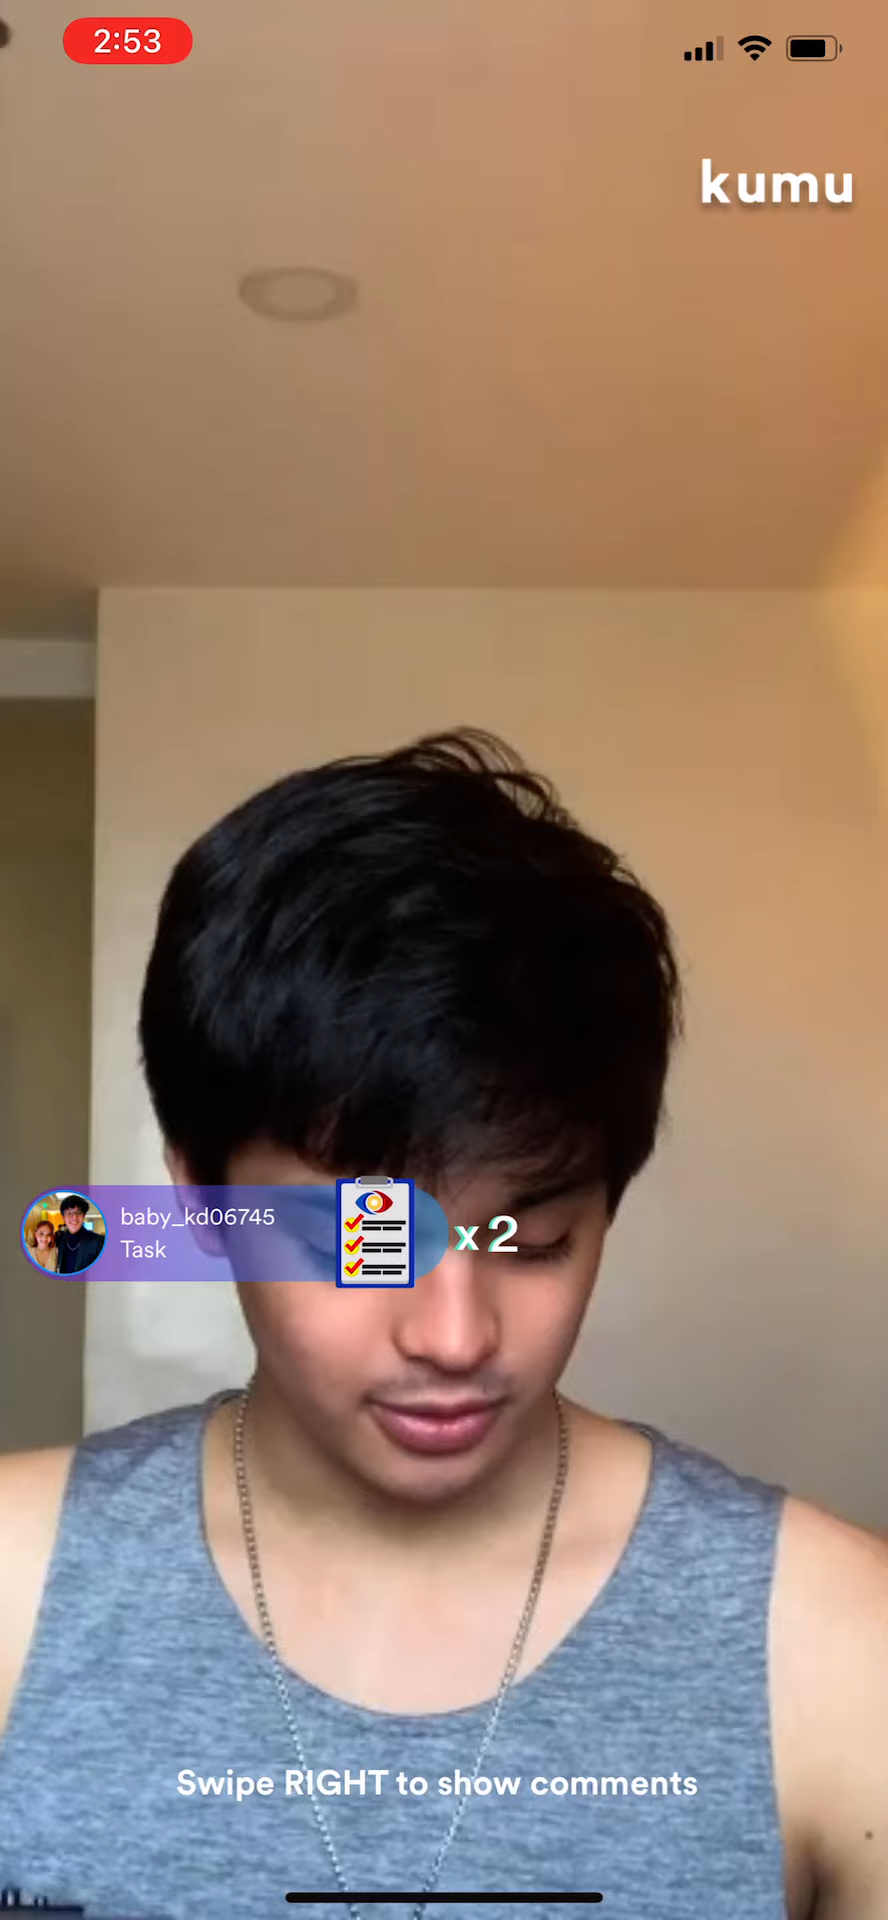 2:53
kumu
baby_kd06745
Task
x2
Swipe RIGHT to show comments